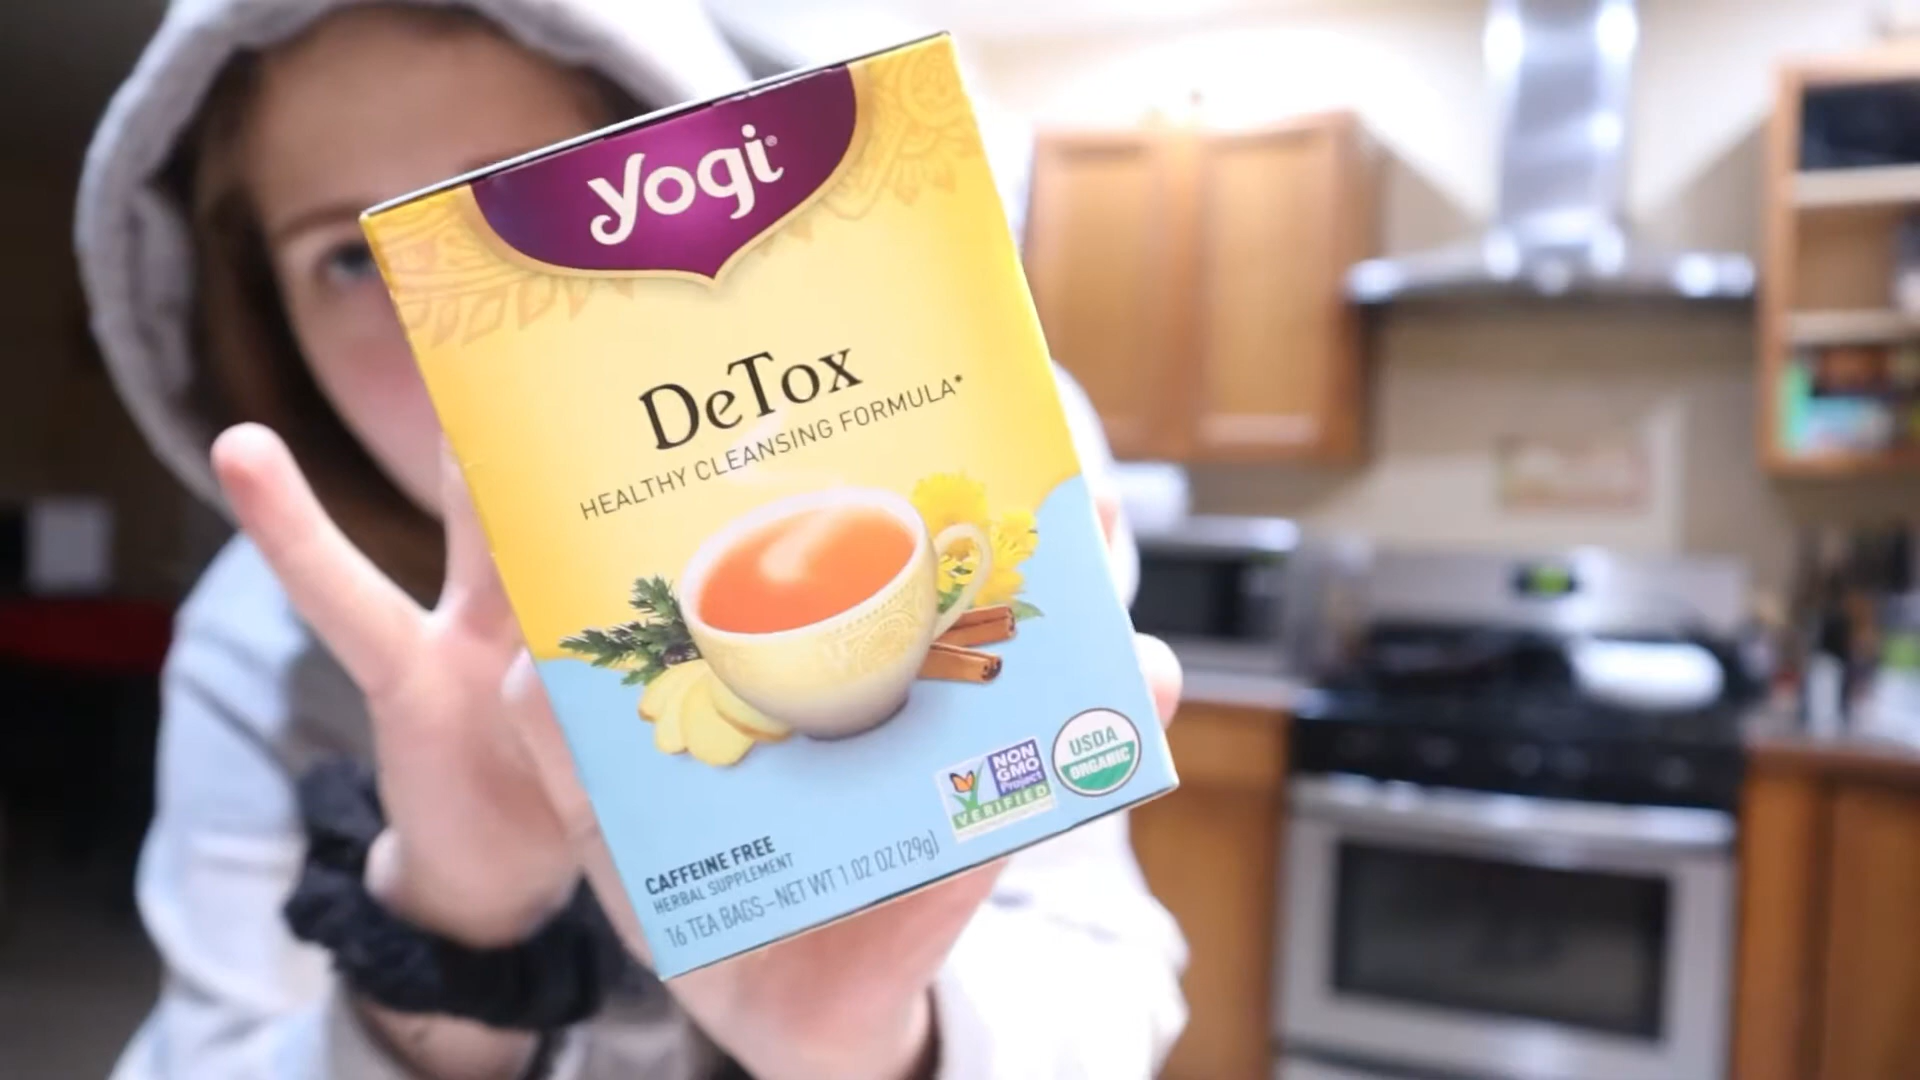 yogi®
DeTox
HEALTHY CLEANSING FORMULA*
NON
GMO
Project
VERIFIED
USDA
ORGANIC
CAFFEINE FREE
HERBAL SUPPLEMENT
16 TEA BAGS - NET WT 1.02 OZ (29g)